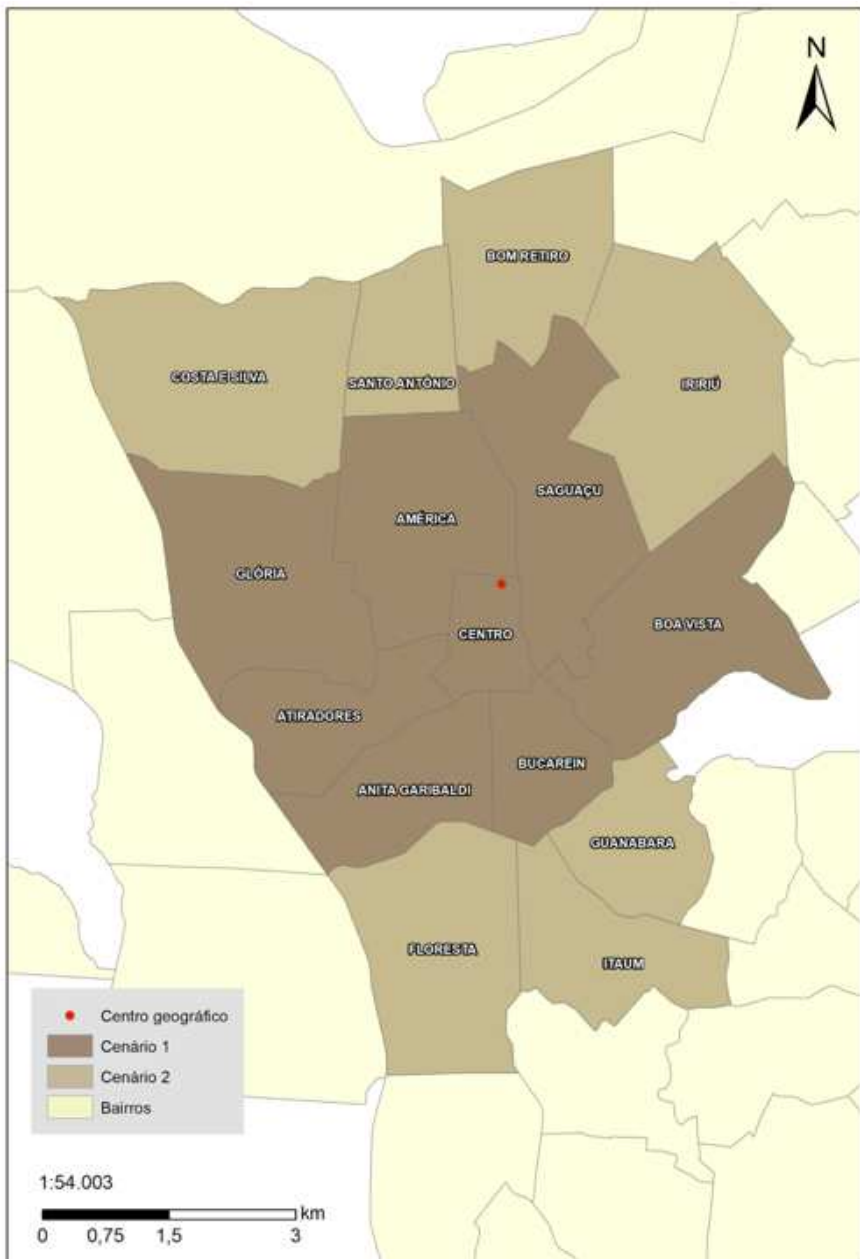 N
BOM RETIRO
COSTA E SILVA
SANTO ANTÔNIO
IRIRIÚ
SAGUAÇU
AMÉRICA
GLÓRIA
BOA VISTA
CENTRO
ATIRADORES
BUCAREIN
ANITA GARIBALDI
GUANABARA
FLORESTA
ITAUM
Centro geográfico
Cenário 1
Cenário 2
Bairros
1:54.003
km
0 0,75 1,5 3